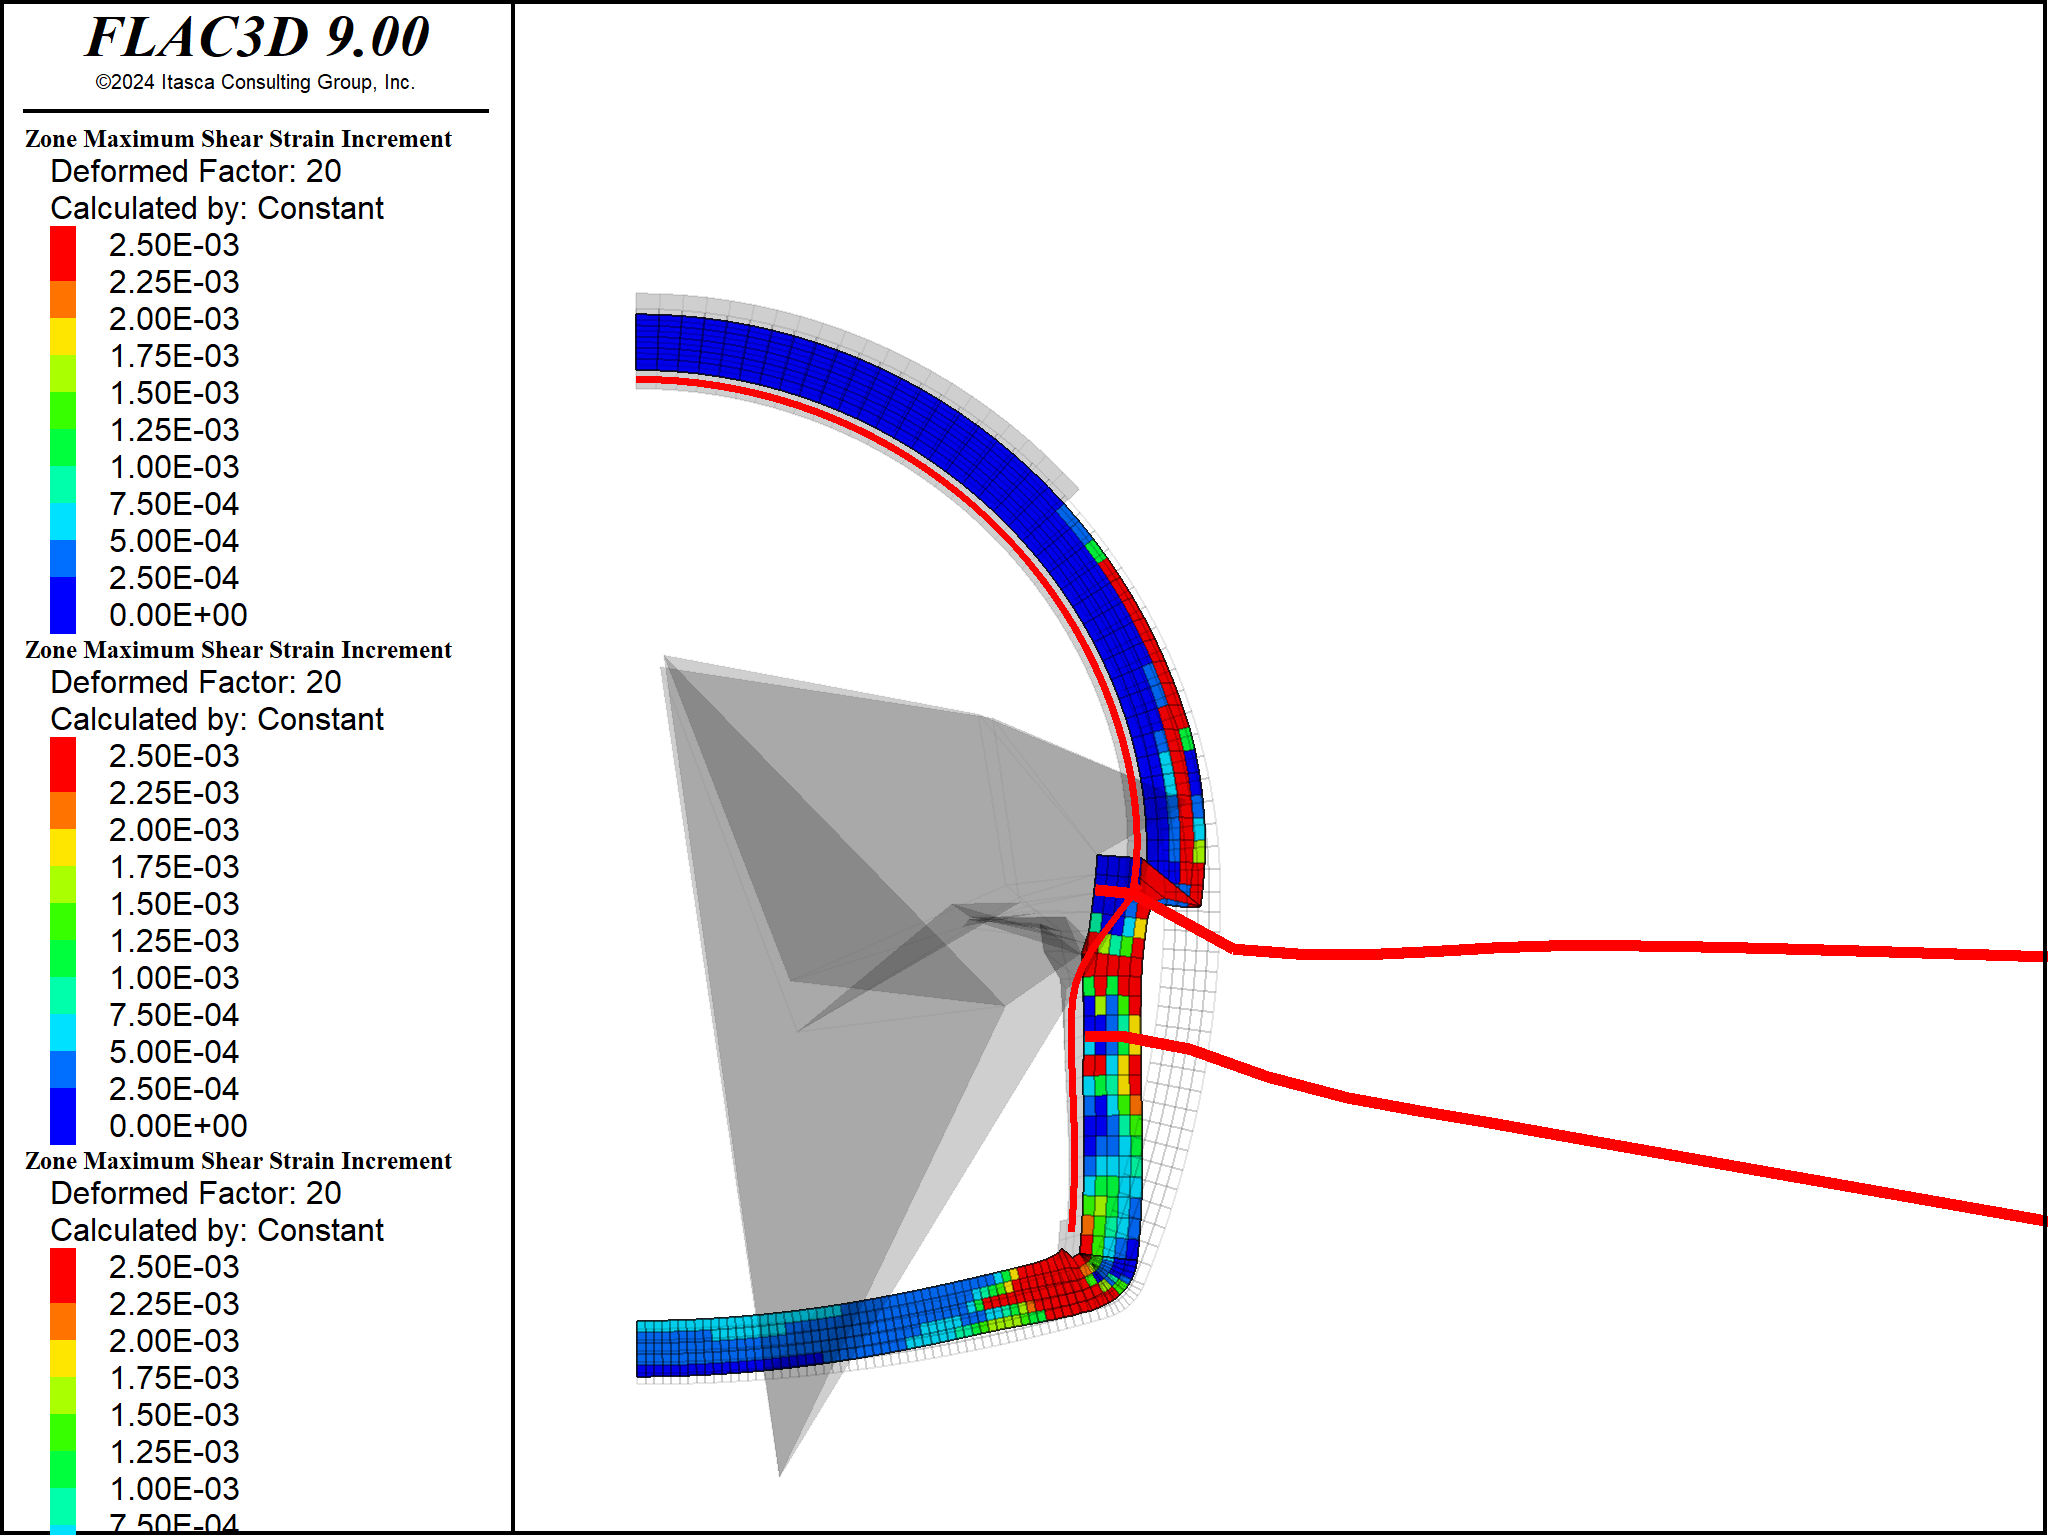 FLAC3D 9.00
©2024 Itasca Consulting Group, Inc.
Zone Maximum Shear Strain Increment
Deformed Factor: 20
Calculated by: Constant
2.50E-03
2.25E-03
2.00E-03
1.75E-03
1.50E-03
1.25E-03
1.00E-03
7.50E-04
5.00E-04
2.50E-04
0.00E+00
Zone Maximum Shear Strain Increment
Deformed Factor: 20
Calculated by: Constant
2.50E-03
2.25E-03
2.00E-03
1.75E-03
1.50E-03
1.25E-03
1.00E-03
7.50E-04
5.00E-04
2.50E-04
0.00E+00
Zone Maximum Shear Strain Increment
Deformed Factor: 20
Calculated by: Constant
2.50E-03
2.25E-03
2.00E-03
1.75E-03
1.50E-03
1.25E-03
1.00E-03
7.50E-04